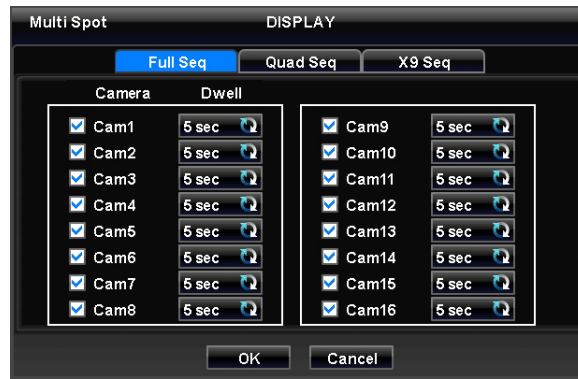 Multi Spot DISPLAY
Full Seq Quad Seq X9 Seq
Camera Dwell
Cam1 5 sec Cam9 5 sec
Cam2 5 sec Cam10 5 sec
Cam3 5 sec Cam11 5 sec
Cam4 5 sec Cam12 5 sec
Cam5 5 sec Cam13 5 sec
Cam6 5 sec Cam14 5 sec
Cam7 5 sec Cam15 5 sec
Cam8 5 sec Cam16 5 sec
OK Cancel